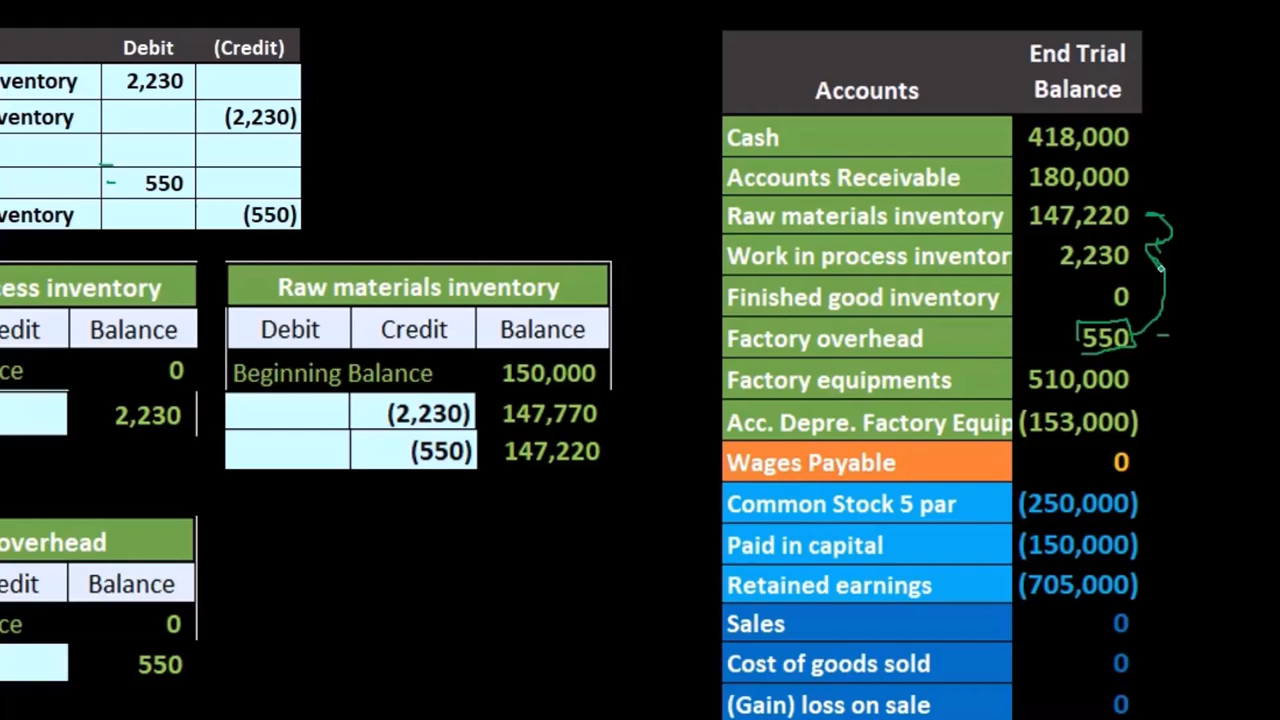 Debit (Credit)
ventory 2,230
ventory (2,230)
550
ventory (550)
cess inventory
edit Balance
ce 0
2,230
Raw materials inventory
Debit Credit Balance
Beginning Balance 150,000
(2,230) 147,770
(550) 147,220
overhead
edit Balance
ce 0
550
End Trial
Accounts Balance
Cash 418,000
Accounts Receivable 180,000
Raw materials inventory 147,220
Work in process inventor 2,230
Finished good inventory 0
Factory overhead 550
Factory equipments 510,000
Acc. Depre. Factory Equip (153,000)
Wages Payable 0
Common Stock 5 par (250,000)
Paid in capital (150,000)
Retained earnings (705,000)
Sales 0
Cost of goods sold 0
(Gain) loss on sale 0